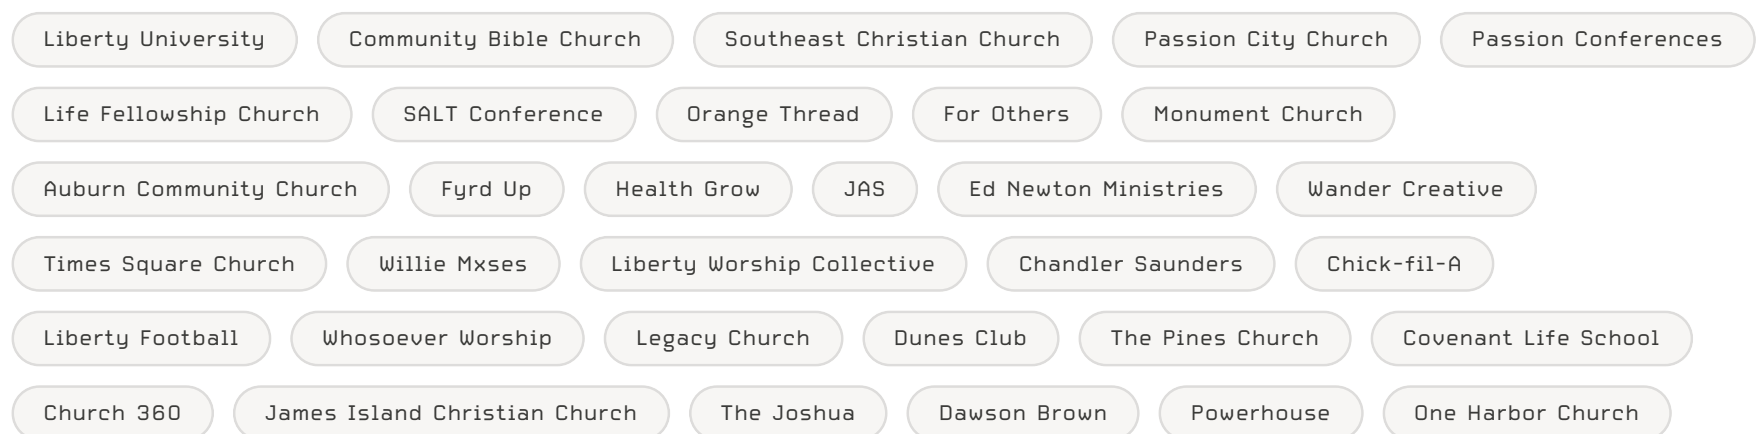 Liberty University Community Bible Church Southeast Christian Church Passion City Church Passion Conferences
Life Fellowship Church SALT Conference Orange Thread For Others Monument Church
Auburn Community Church Fyrd Up Health Grow JAS Ed Newton Ministries Wander Creative
Times Square Church Willie Mxses Liberty Worship Collective Chandler Saunders Chick-fil-A
Liberty Football Whosoever Worship Legacy Church Dunes Club The Pines Church Covenant Life School
Church 360 James Island Christian Church The Joshua Dawson Brown Powerhouse One Harbor Church